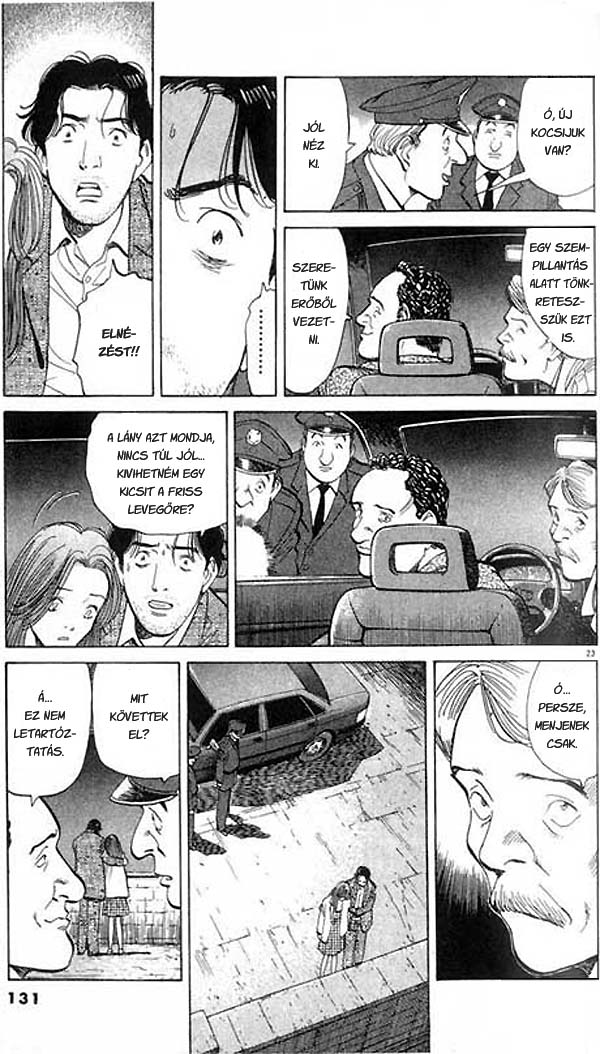 Ó, ÚJ
KOCSIJUK
VAN?
JÓL
NÉZ
KI.
EGY SZEM-
PILLANTÁS
ALATT TÖNK-
RETESZ-
SZÜK EZT
IS.
SZERE-
TÜNK
ERŐBŐL
VEZET-
NI.
.........
ELNÉ-
ZÉST!!
A LÁNY AZT MONDJA,
NINCS TÚL JÓL...
KIVIHETNÉM EGY
KICSIT A FRISS
LEVEGŐRE?
23
Ó...
PERSZE,
MENJENEK
CSAK.
MIT
KÖVETTEK
EL?
Á...
EZ NEM
LETARTÓZ-
TATÁS.
131